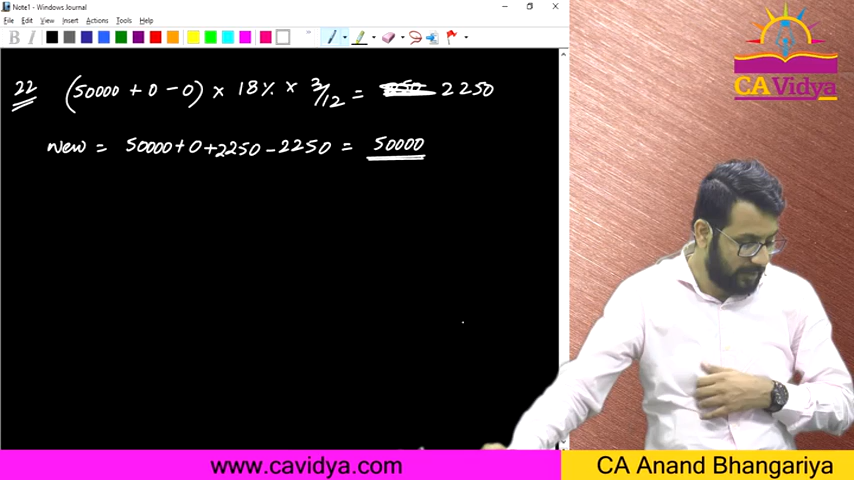 Note1 - Windows Journal
File Edit View Insert Actions Tools Help
B I
22 (50000 + 0 - 0) × 18% × 3/12 = 2250
New = 50000 + 0 + 2250 - 2250 = 50000
CA Vidya
www.cavidya.com
CA Anand Bhangariya